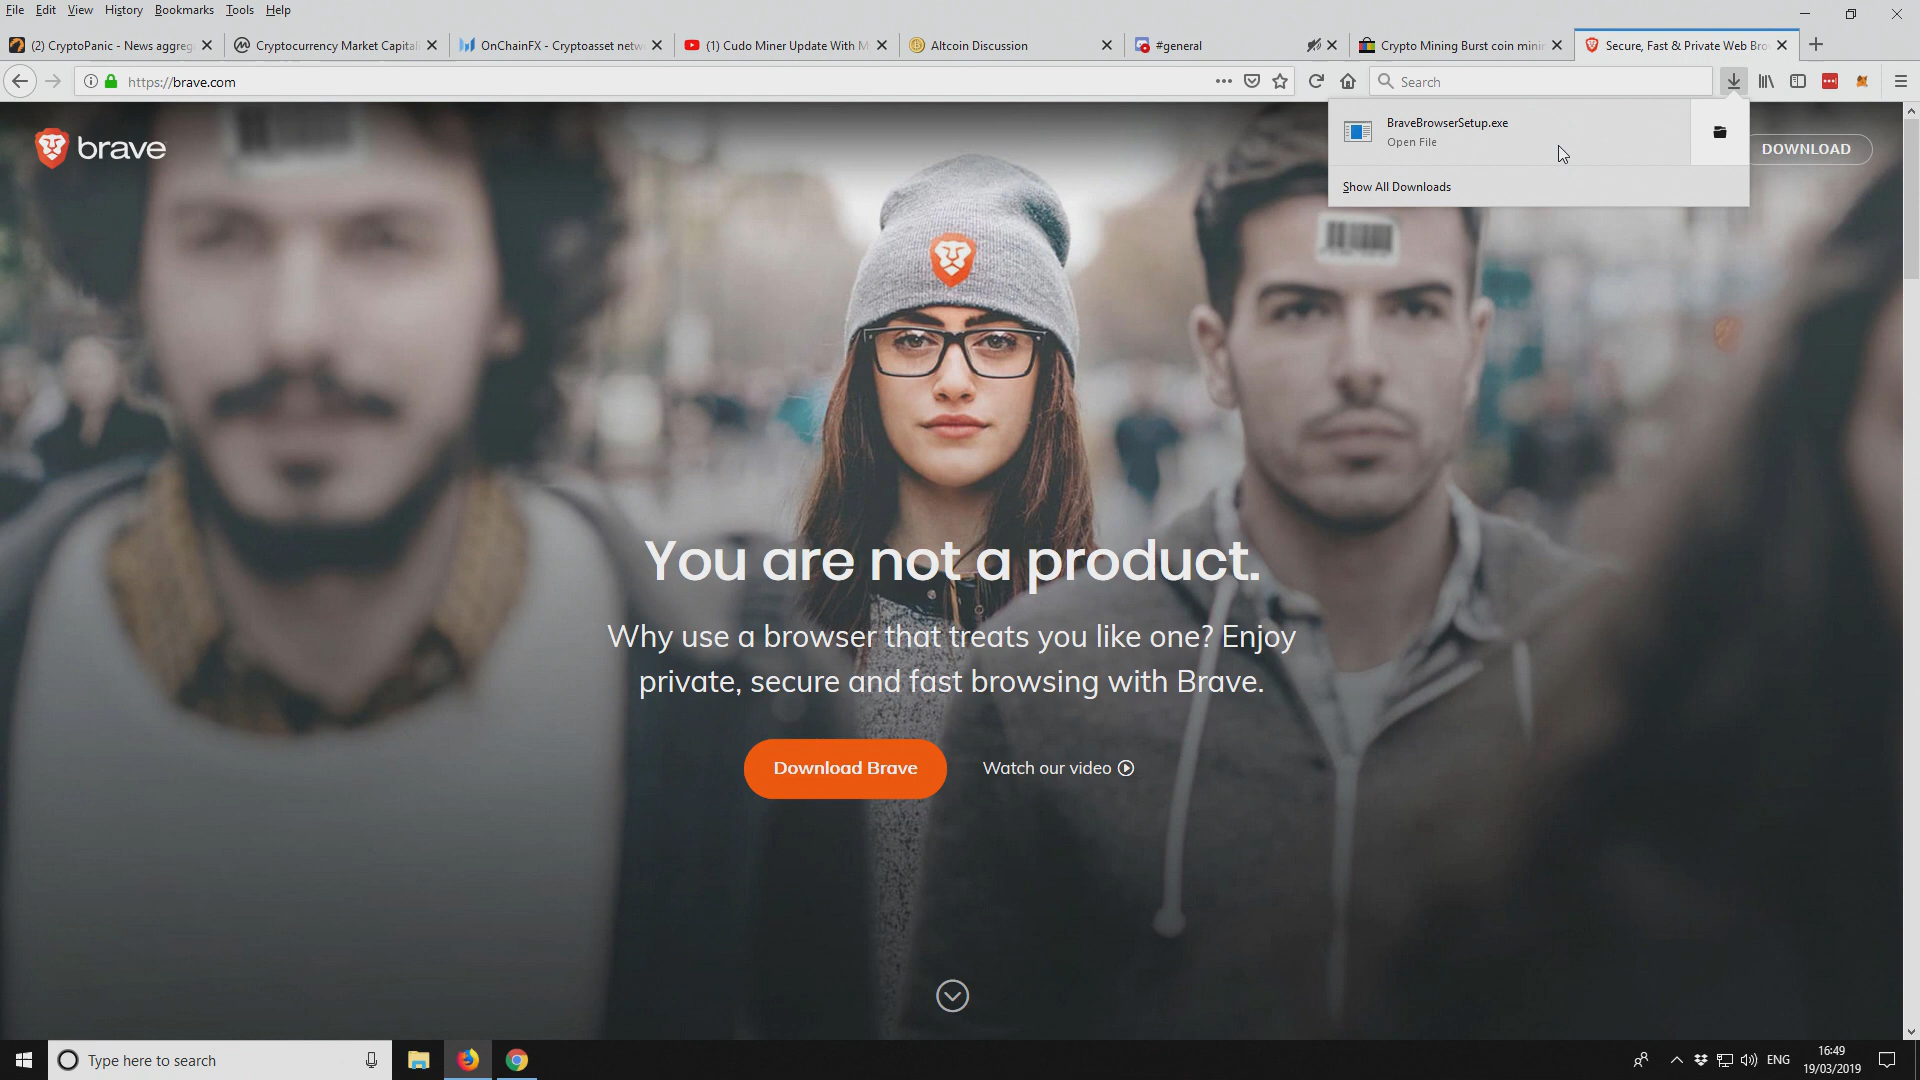 File Edit View History Bookmarks Tools Help
(2) CryptoPanic - News aggreg
Cryptocurrency Market Capital
OnChainFX - Cryptoasset netw
(1) Cudo Miner Update With M
Altcoin Discussion
#general
Crypto Mining Burst coin mini
Secure, Fast & Private Web Bro
https://brave.com
Search
brave
BraveBrowserSetup.exe
Open File
Show All Downloads
DOWNLOAD
You are not a product.
Why use a browser that treats you like one? Enjoy
private, secure and fast browsing with Brave.
Download Brave
Watch our video
Type here to search
ENG
16:49
19/03/2019